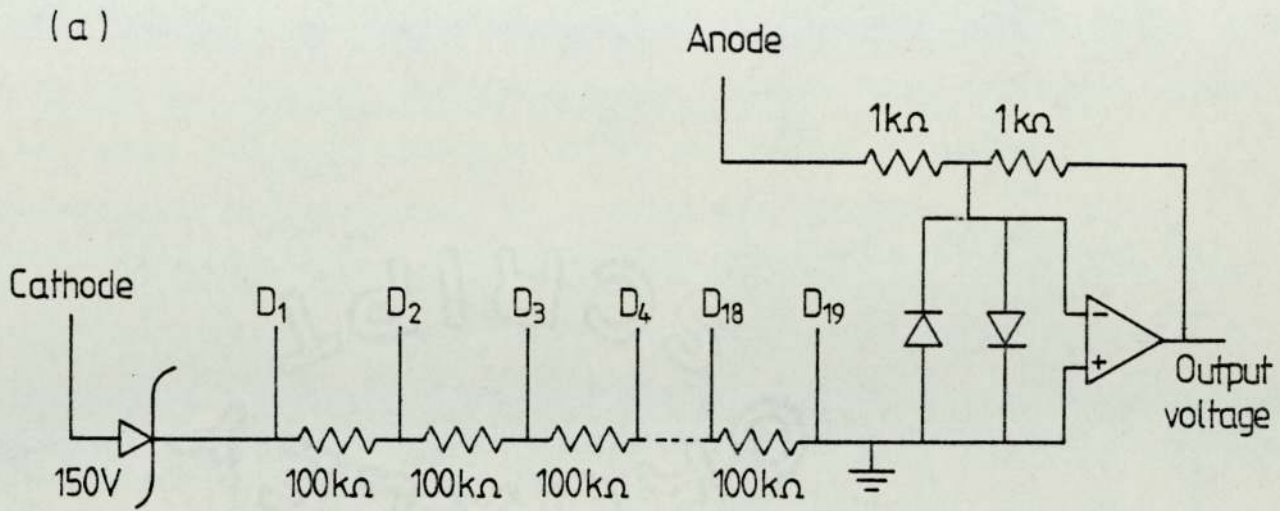 (a)
Anode
1kΩ 1kΩ
Cathode D₁ D₂ D₃ D₄ D₁₈ D₁₉
-
+
Output
voltage
150V 100kΩ 100kΩ 100kΩ 100kΩ